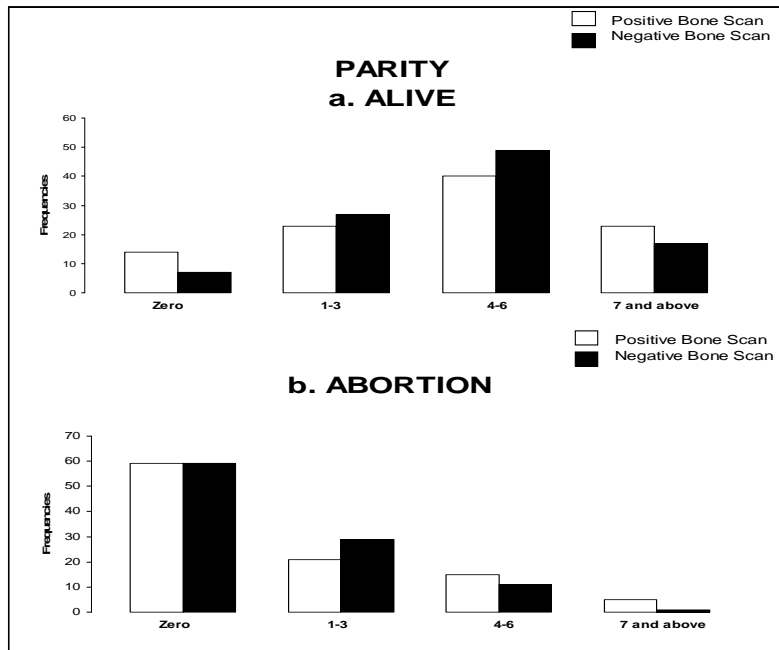 Positive Bone Scan
Negative Bone Scan
PARITY
a. ALIVE
60
50
40
30
20
10
0
Frequencies
Zero 1-3 4-6 7 and above
Positive Bone Scan
Negative Bone Scan
b. ABORTION
70
60
50
40
30
20
10
0
Frequencies
Zero 1-3 4-6 7 and above